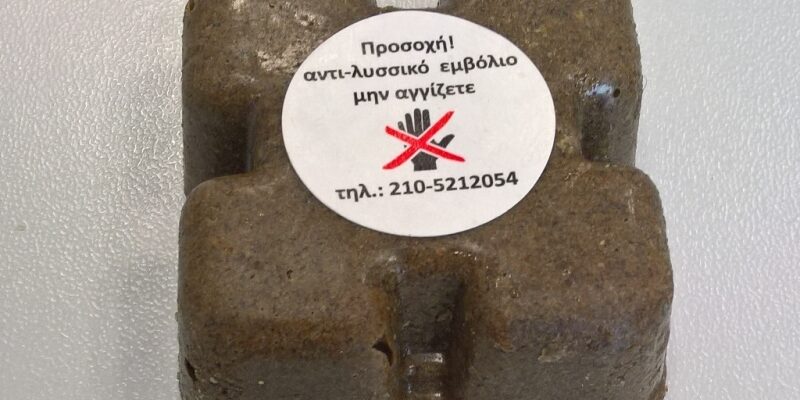 Προσοχή!
αντι-λυσσικό εμβόλιο
μην αγγίζετε
τηλ.: 210-5212054